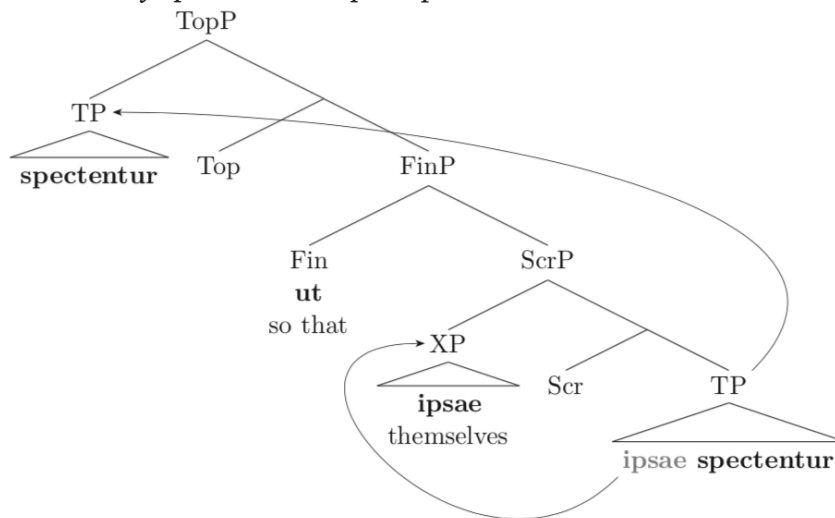 TopP
TP
spectentur
Top
FinP
Fin
ut
so that
ScrP
XP
ipsae
themselves
Scr
TP
ipsae spectentur